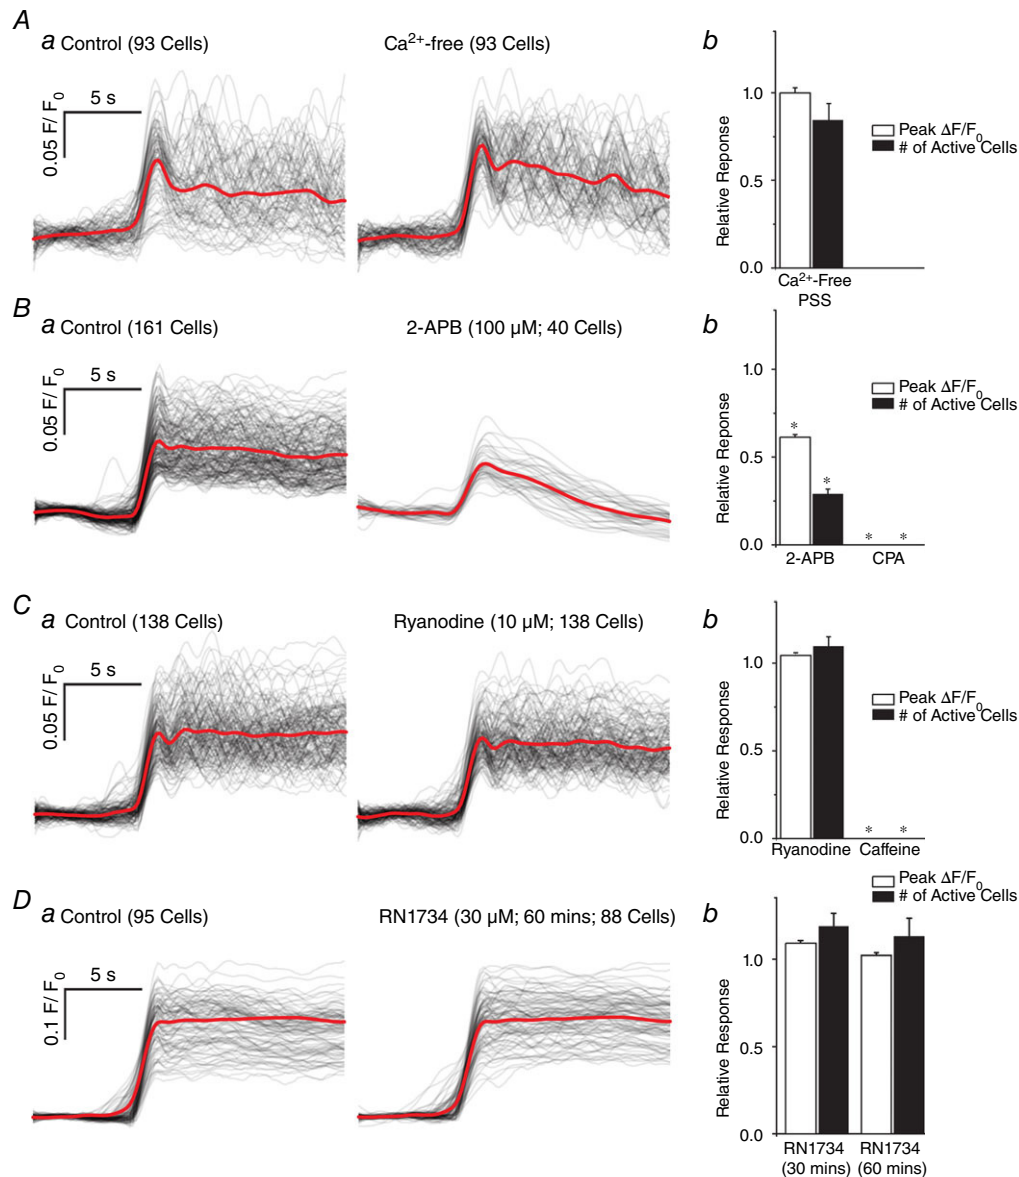 A
a Control (93 Cells)
Ca²⁺-free (93 Cells)
b
5 s
0.05 F/ F₀
Relative Reponse
1.0
0.5
0.0
Peak ΔF/F₀
# of Active Cells
Ca²⁺-Free
PSS
B
a Control (161 Cells)
2-APB (100 µM; 40 Cells)
b
5 s
0.05 F/ F₀
Relative Reponse
1.0
0.5
0.0
Peak ΔF/F₀
# of Active Cells
* * * *
2-APB CPA
C
a Control (138 Cells)
Ryanodine (10 µM; 138 Cells)
b
5 s
0.05 F/ F₀
Relative Response
1.0
0.5
0.0
Peak ΔF/F₀
# of Active Cells
* *
Ryanodine Caffeine
D
a Control (95 Cells)
RN1734 (30 µM; 60 mins; 88 Cells)
b
5 s
0.1 F/ F₀
Relative Response
1.0
0.5
0.0
Peak ΔF/F₀
# of Active Cells
RN1734 RN1734
(30 mins) (60 mins)